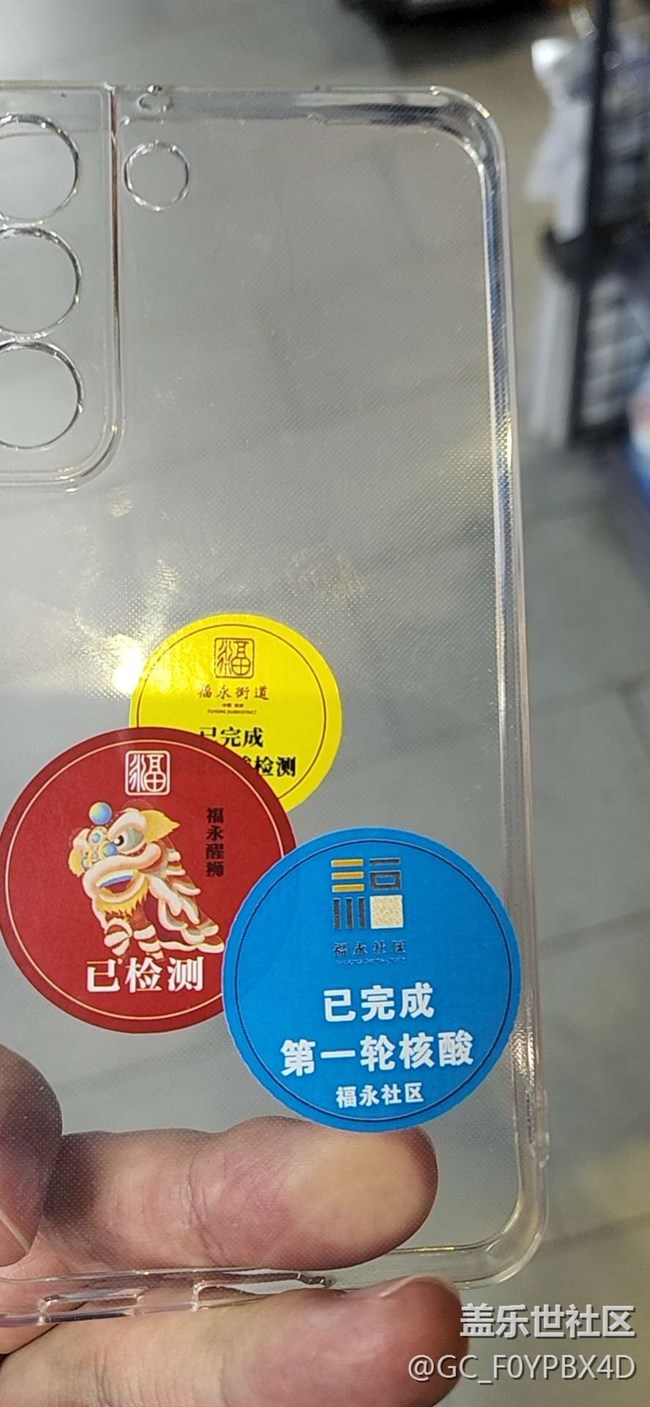 福
福永街道
FUYONG SUBDISTRICT
已完成
检测
福
福永醒狮
已检测
福永社区
已完成
第一轮核酸
福永社区
盖乐世社区
@GC_F0YPBX4D